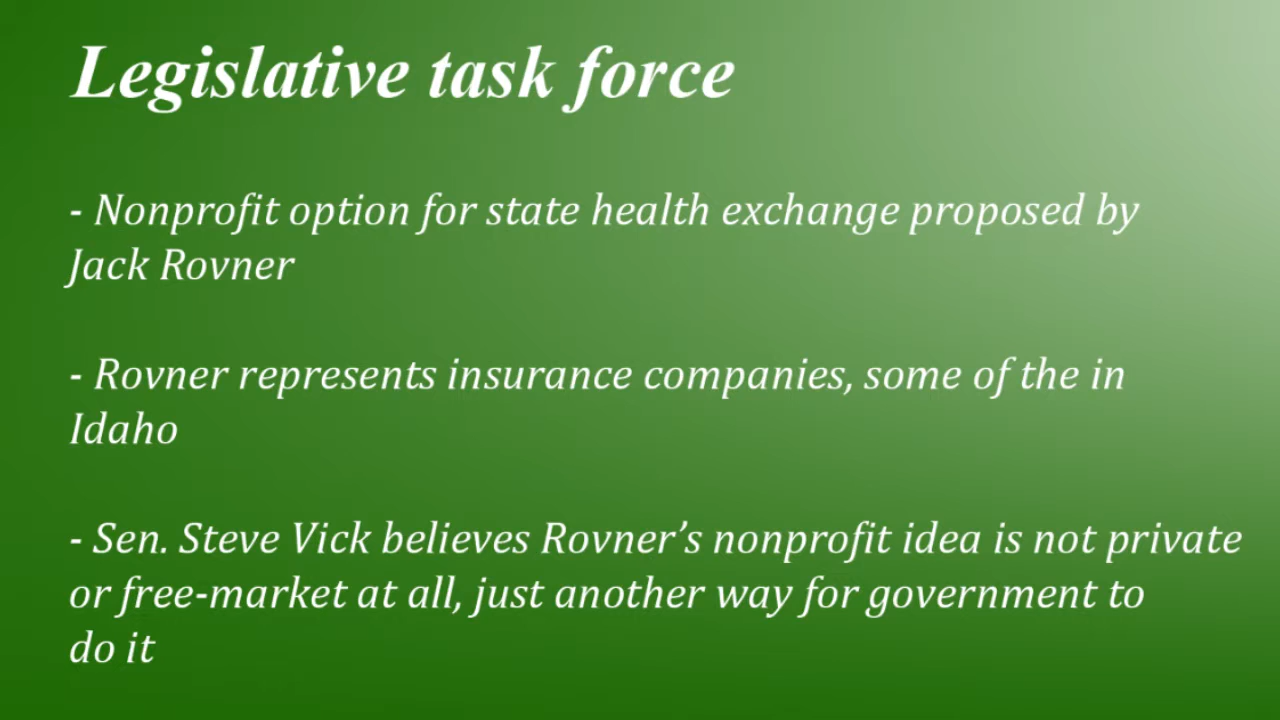 Legislative task force
- Nonprofit option for state health exchange proposed by
Jack Rovner
- Rovner represents insurance companies, some of the in
Idaho
- Sen. Steve Vick believes Rovner’s nonprofit idea is not private
or free-market at all, just another way for government to
do it